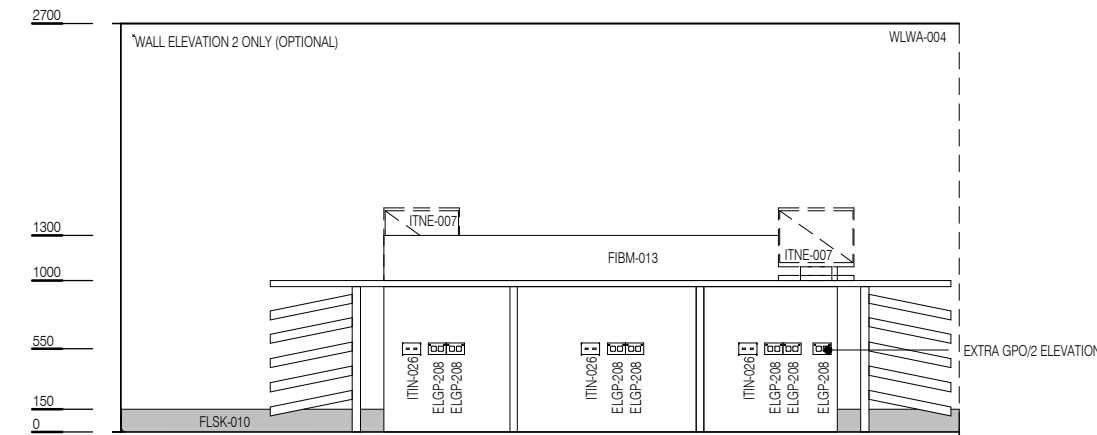 2700
*WALL ELEVATION 2 ONLY (OPTIONAL)
WLWA-004
ITNE-007
1300
FIBM-013
ITNE-007
1000
550
ITIN-026
ELGP-208
ELGP-208
ITIN-026
ELGP-208
ELGP-208
ITIN-026
ELGP-208
ELGP-208
ELGP-208
EXTRA GPO/2 ELEVATION
150
FLSK-010
0